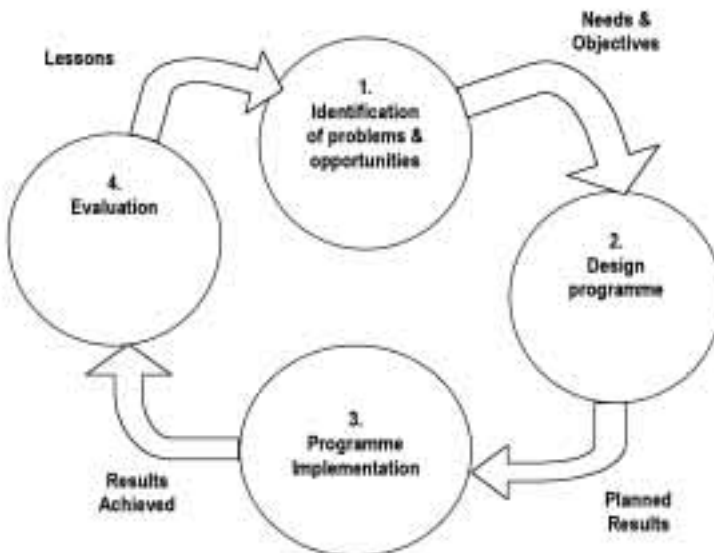 Lessons
Needs &
Objectives
1.
Identification
of problems &
opportunities
4.
Evaluation
2.
Design
programme
3.
Programme
Implementation
Results
Achieved
Planned
Results